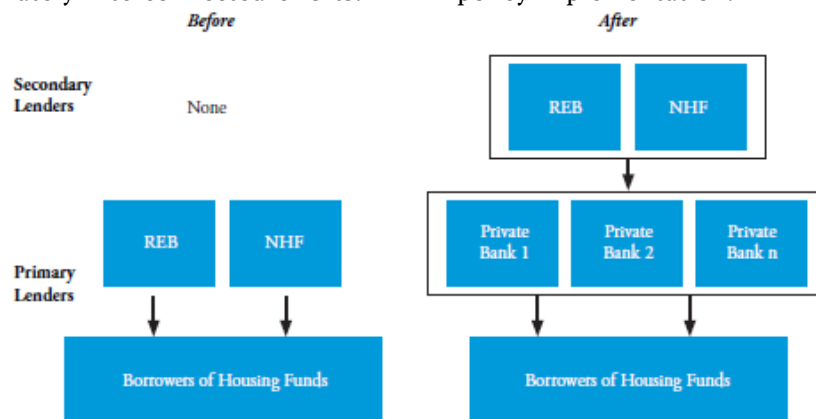 Before
After
Secondary
Lenders
None
REB
NHF
REB
NHF
Private
Bank 1
Private
Bank 2
Private
Bank n
Primary
Lenders
Borrowers of Housing Funds
Borrowers of Housing Funds